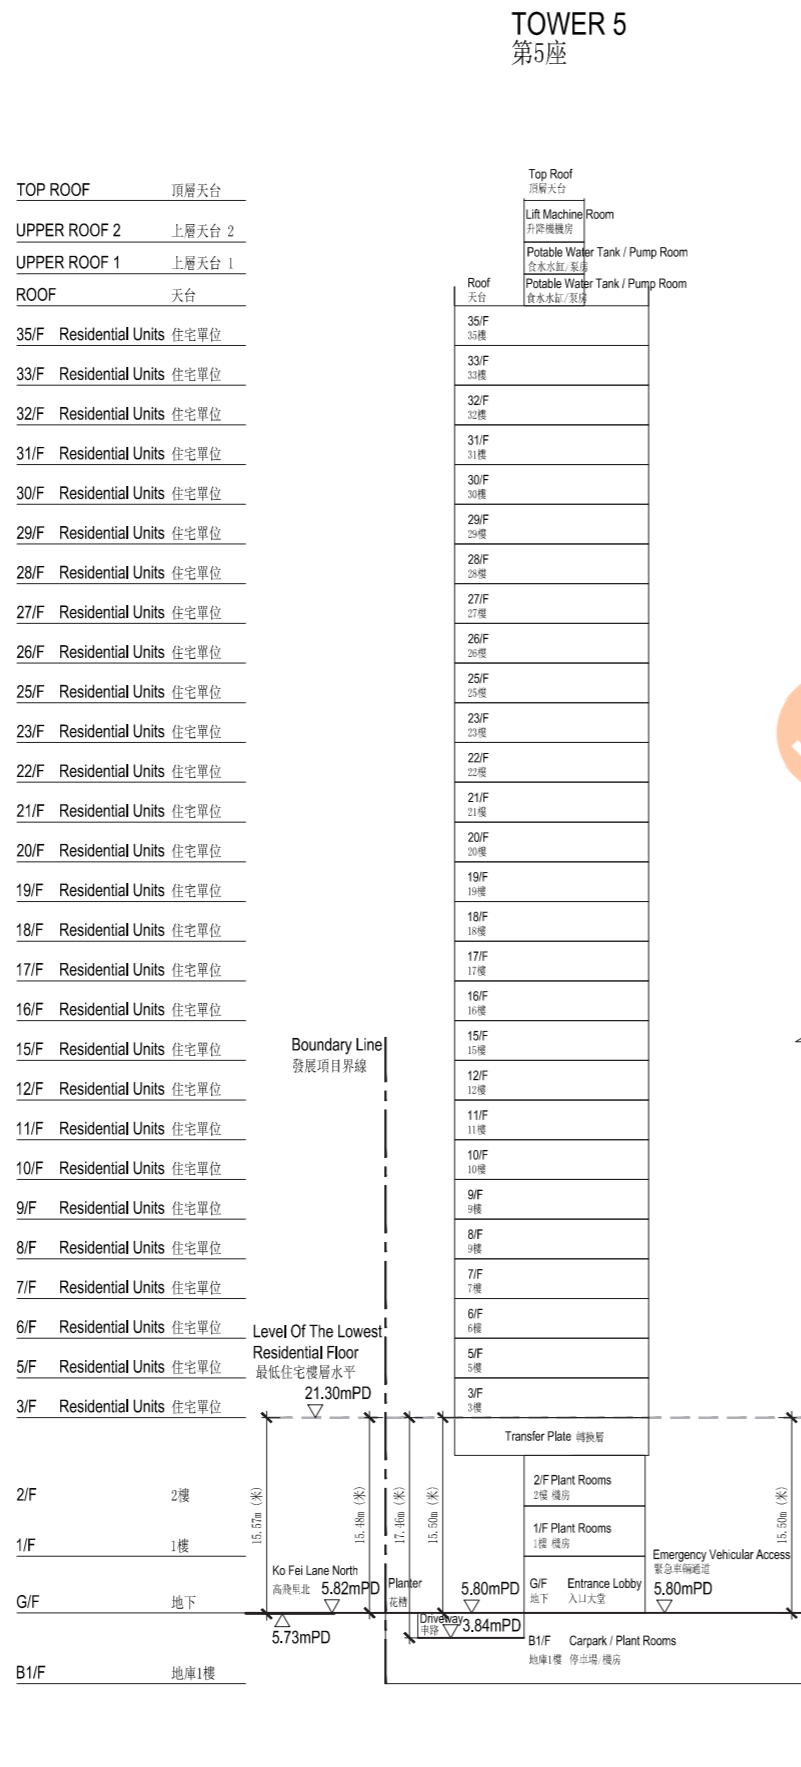 TOWER 5
第5座
TOP ROOF 頂層天台
UPPER ROOF 2 上層天台 2
UPPER ROOF 1 上層天台 1
ROOF 天台
35/F Residential Units 住宅單位
33/F Residential Units 住宅單位
32/F Residential Units 住宅單位
31/F Residential Units 住宅單位
30/F Residential Units 住宅單位
29/F Residential Units 住宅單位
28/F Residential Units 住宅單位
27/F Residential Units 住宅單位
26/F Residential Units 住宅單位
25/F Residential Units 住宅單位
23/F Residential Units 住宅單位
22/F Residential Units 住宅單位
21/F Residential Units 住宅單位
20/F Residential Units 住宅單位
19/F Residential Units 住宅單位
18/F Residential Units 住宅單位
17/F Residential Units 住宅單位
16/F Residential Units 住宅單位
15/F Residential Units 住宅單位
12/F Residential Units 住宅單位
11/F Residential Units 住宅單位
10/F Residential Units 住宅單位
9/F Residential Units 住宅單位
8/F Residential Units 住宅單位
7/F Residential Units 住宅單位
6/F Residential Units 住宅單位
5/F Residential Units 住宅單位
3/F Residential Units 住宅單位
2/F 2樓
1/F 1樓
G/F 地下
B1/F 地庫1樓
Boundary Line
發展項目界線
Level Of The Lowest
Residential Floor
最低住宅樓層水平
21.30mPD
15.57m (米)
15.48m (米)
17.46m (米)
15.50m (米)
Ko Fei Lane North
高飛里北 5.82mPD
5.73mPD
Planter
花槽
Driveway
車路 3.84mPD
5.80mPD
Top Roof
頂層天台
Lift Machine Room
升降機機房
Potable Water Tank / Pump Room
食水水缸/泵房
Roof
天台
Potable Water Tank / Pump Room
食水水缸/泵房
35/F
35樓
33/F
33樓
32/F
32樓
31/F
31樓
30/F
30樓
29/F
29樓
28/F
28樓
27/F
27樓
26/F
26樓
25/F
25樓
23/F
23樓
22/F
22樓
21/F
21樓
20/F
20樓
19/F
19樓
18/F
18樓
17/F
17樓
16/F
16樓
15/F
15樓
12/F
12樓
11/F
11樓
10/F
10樓
9/F
9樓
8/F
9樓
7/F
7樓
6/F
6樓
5/F
5樓
3/F
3樓
Transfer Plate 轉換層
2/F Plant Rooms
2樓 機房
1/F Plant Rooms
1樓 機房
G/F Entrance Lobby
地下 入口大堂
B1/F Carpark / Plant Rooms
地庫1樓 停車場/機房
Emergency Vehicular Access
緊急車輛通道
5.80mPD
15.50m (米)